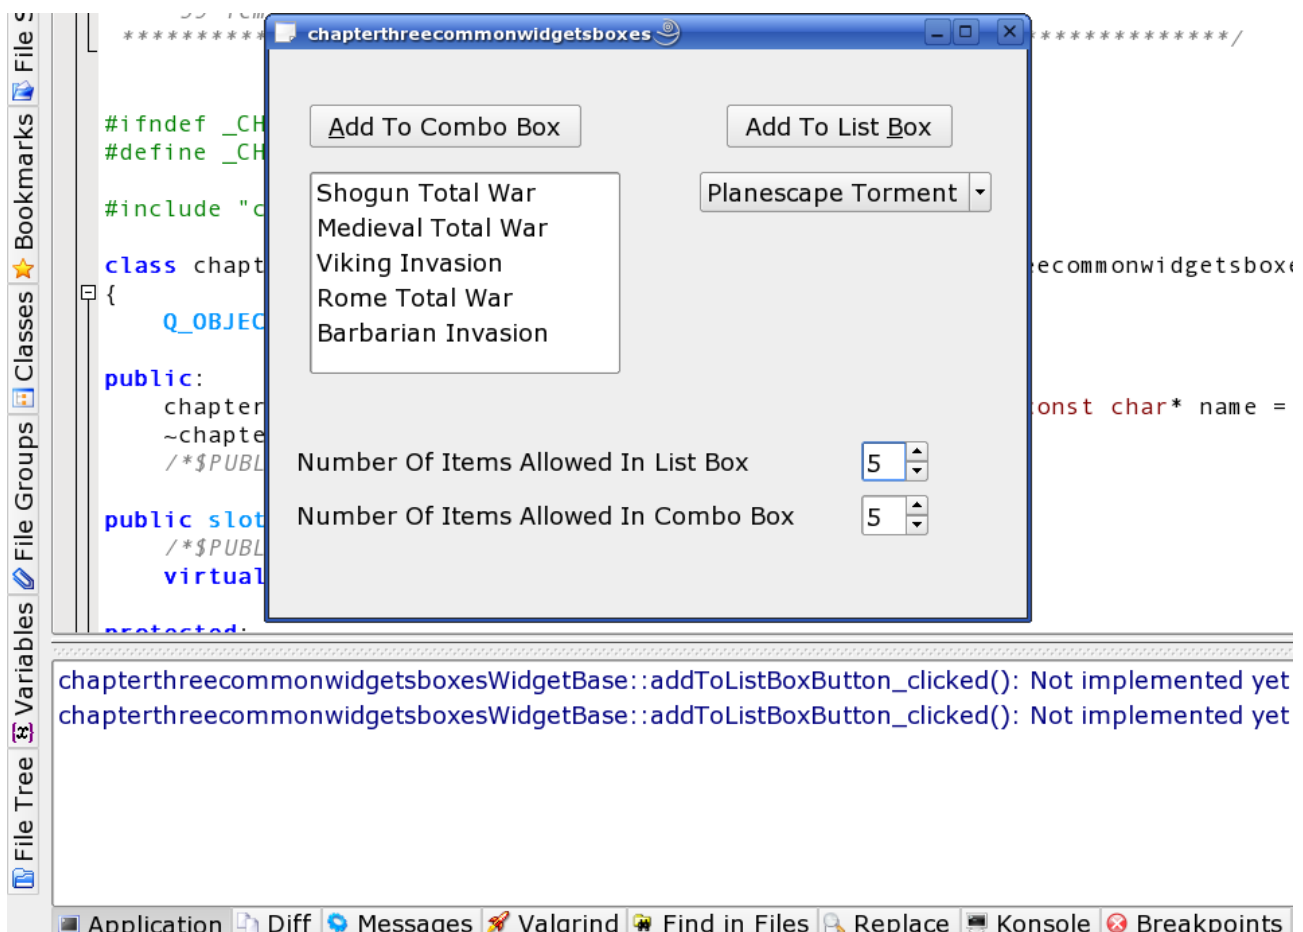 File S
Bookmarks
Classes
File Groups
Variables
File Tree
*******************************/
#ifndef _CH
#define _CH
#include "c
class chapt
ecommonwidgetsboxe
{
Q_OBJEC
public:
chapter
onst char* name =
~chapte
/*$PUBL
public slot
/*$PUBL
virtual
protected:
chapterthreecommonwidgetsboxes
Add To Combo Box
Add To List Box
Shogun Total War
Medieval Total War
Viking Invasion
Rome Total War
Barbarian Invasion
Planescape Torment
Number Of Items Allowed In List Box 5
Number Of Items Allowed In Combo Box 5
chapterthreecommonwidgetsboxesWidgetBase::addToListBoxButton_clicked(): Not implemented yet
chapterthreecommonwidgetsboxesWidgetBase::addToListBoxButton_clicked(): Not implemented yet
Application Diff Messages Valgrind Find in Files Replace Konsole Breakpoints